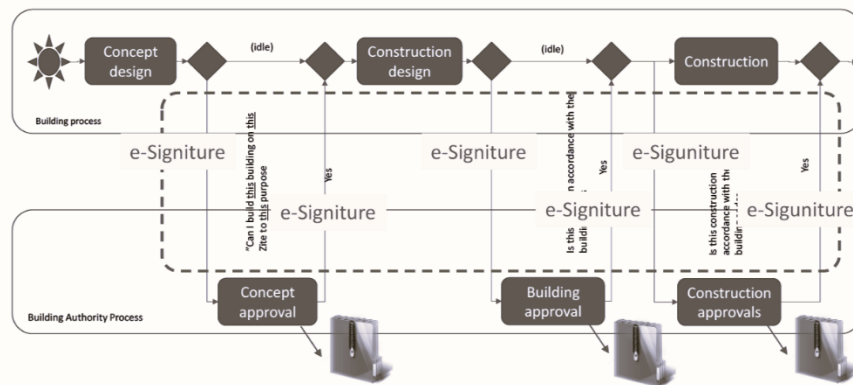 Concept
design
(idle)
Construction
design
(idle)
Construction
Building process
e-Signiture
"Can I build this building on this
Zite to this purpose
Yes
e-Signiture
e-Signiture
Is this
n accordance with the
building
Yes
e-Signiture
e-Siguniture
Is this construction
accordance with the
building
Yes
e-Siguniture
Concept
approval
Building
approval
Construction
approvals
Building Authority Process